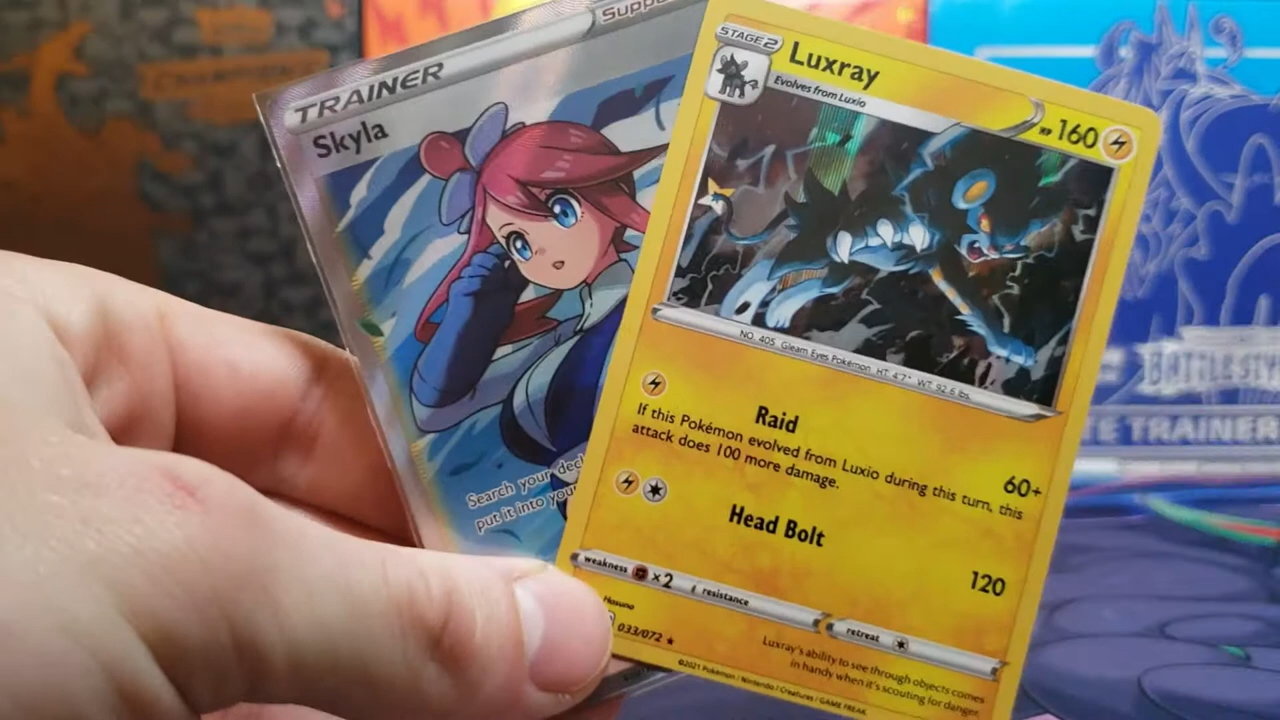 TRAINER
Suppo
Skyla
Search your deck
put it into your
STAGE 2
Luxray
Evolves from Luxio
HP 160
NO. 405 Gleam Eyes Pokémon HT: 4'7" WT: 92.6 lbs.
Raid
60+
If this Pokémon evolved from Luxio during this turn, this
attack does 100 more damage.
Head Bolt
120
weakness ×2 resistance retreat
Hasuno
033/072
Luxray's ability to see through objects comes
in handy when it's scouting for danger.
©2021 Pokémon / Nintendo / Creatures / GAME FREAK
BATTLE STY
TE TRAINER